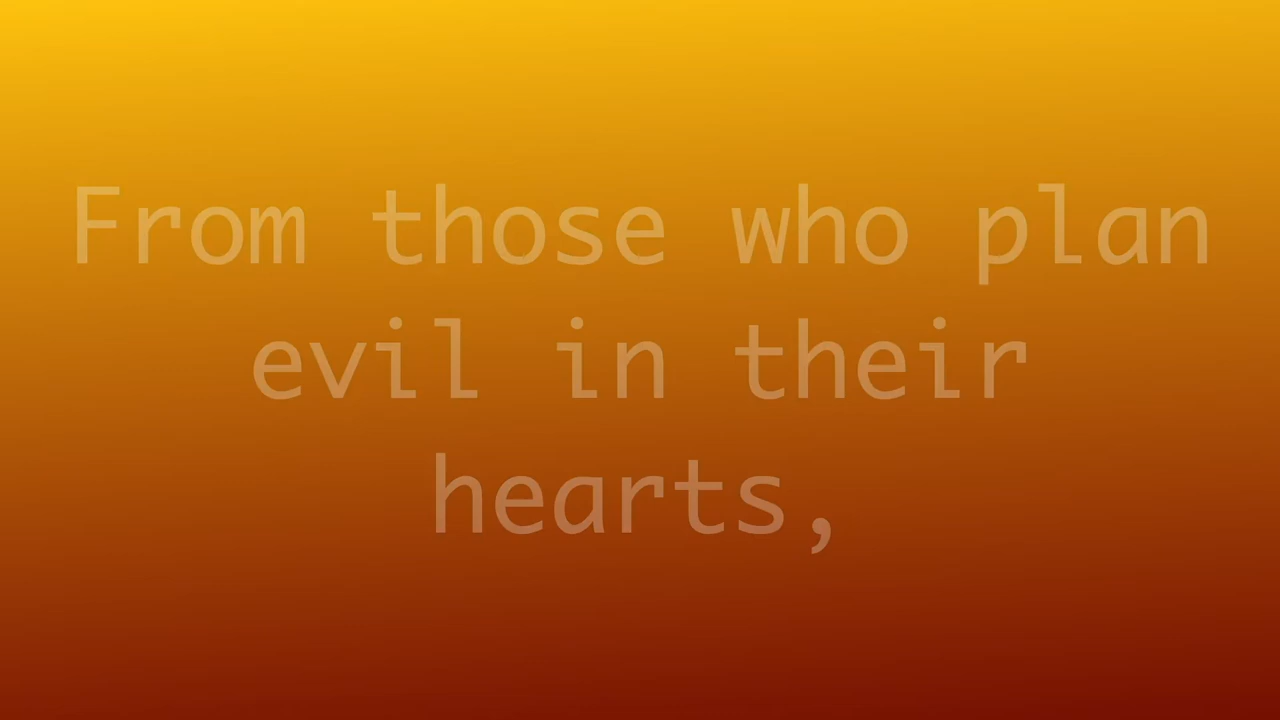 From those who plan
evil in their
hearts,